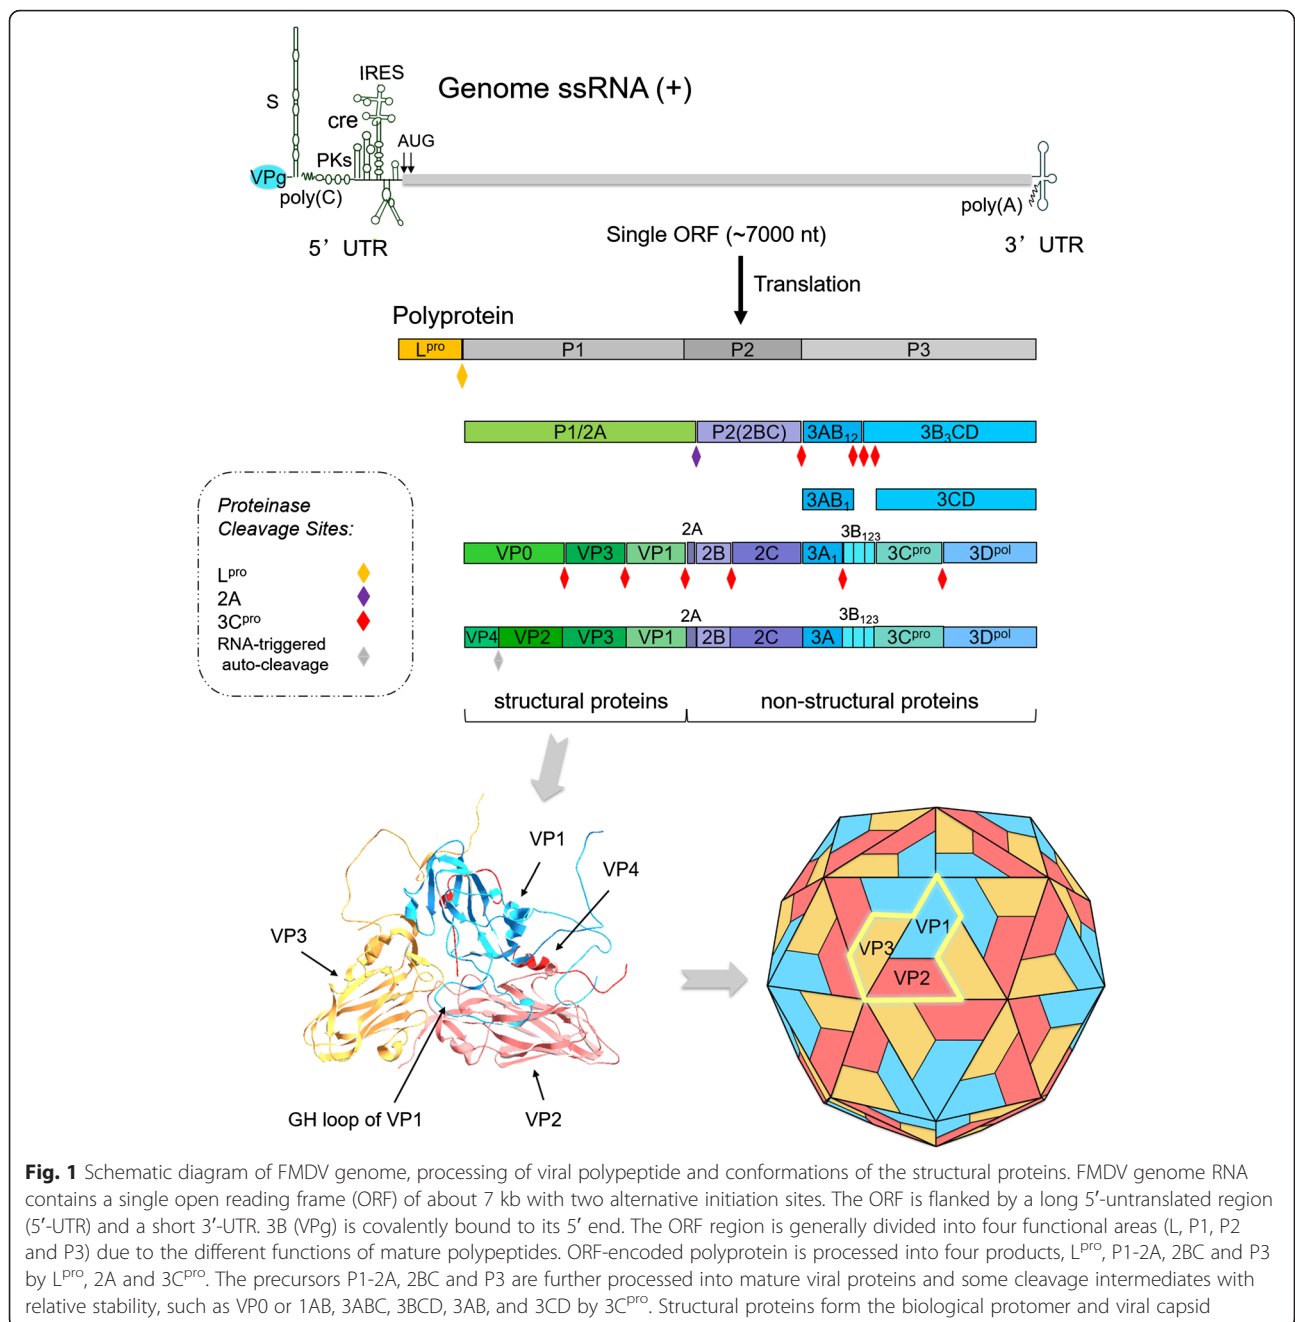 IRES
Genome ssRNA (+)
S
cre
AUG
PKs
VPg
poly(C)
poly(A)
5’ UTR
Single ORF (~7000 nt)
3’ UTR
Translation
Polyprotein
Lpro P1 P2 P3
P1/2A P2(2BC) 3AB12 3B3CD
3AB1 3CD
2A 3B123
VP0 VP3 VP1 2B 2C 3A1 3Cpro 3Dpol
2A 3B123
VP4 VP2 VP3 VP1 2B 2C 3A 3Cpro 3Dpol
Proteinase
Cleavage Sites:
Lpro
2A
3Cpro
RNA-triggered
auto-cleavage
structural proteins non-structural proteins
VP1
VP4
VP3
GH loop of VP1
VP2
VP1
VP3
VP2
Fig. 1 Schematic diagram of FMDV genome, processing of viral polypeptide and conformations of the structural proteins. FMDV genome RNA
contains a single open reading frame (ORF) of about 7 kb with two alternative initiation sites. The ORF is flanked by a long 5′-untranslated region
(5′-UTR) and a short 3′-UTR. 3B (VPg) is covalently bound to its 5′ end. The ORF region is generally divided into four functional areas (L, P1, P2
and P3) due to the different functions of mature polypeptides. ORF-encoded polyprotein is processed into four products, Lpro, P1-2A, 2BC and P3
by Lpro, 2A and 3Cpro. The precursors P1-2A, 2BC and P3 are further processed into mature viral proteins and some cleavage intermediates with
relative stability, such as VP0 or 1AB, 3ABC, 3BCD, 3AB, and 3CD by 3Cpro. Structural proteins form the biological protomer and viral capsid